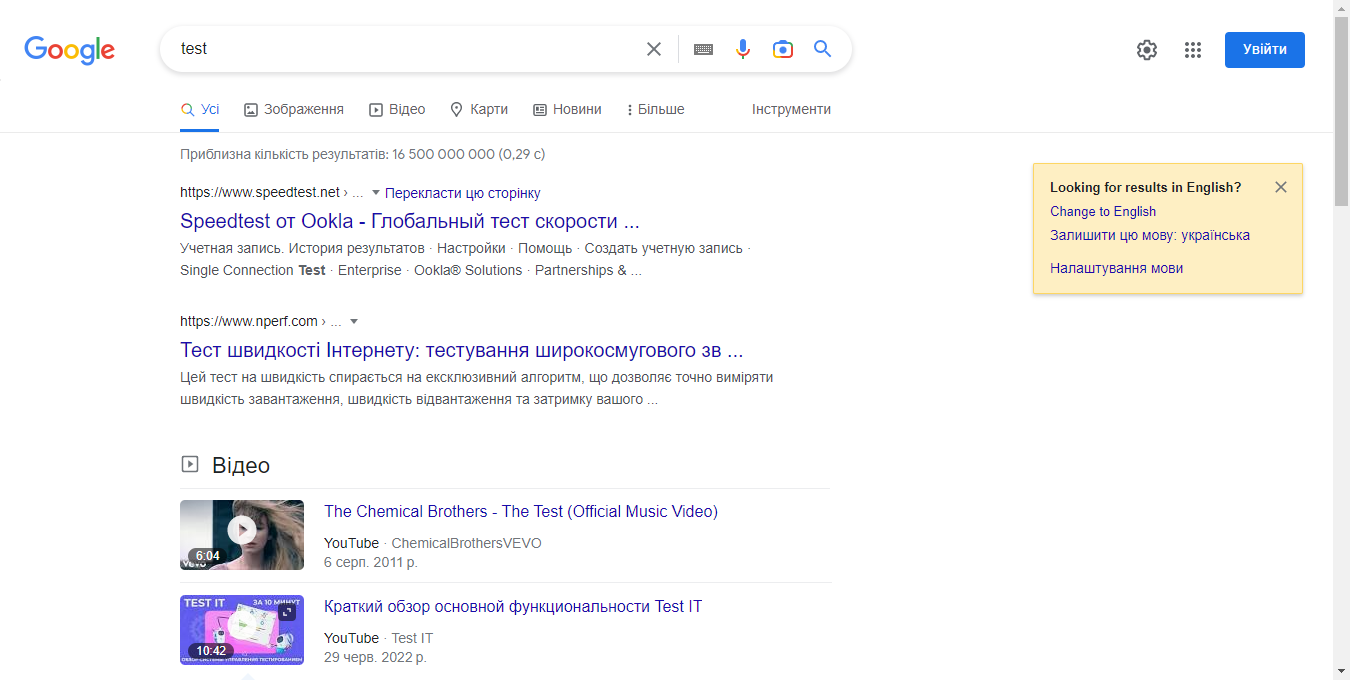 Google
test
Увійти
Усі
Зображення
Відео
Карти
Новини
Більше
Інструменти
Приблизна кількість результатів: 16 500 000 000 (0,29 с)
https://www.speedtest.net › ... Перекласти цю сторінку
Speedtest от Ookla - Глобальный тест скорости ...
Учетная запись. История результатов · Настройки · Помощь · Создать учетную запись ·
Single Connection Test · Enterprise · Ookla® Solutions · Partnerships & ...
https://www.nperf.com › ...
Тест швидкості Інтернету: тестування широкосмугового зв ...
Цей тест на швидкість спирається на ексклюзивний алгоритм, що дозволяє точно виміряти
швидкість завантаження, швидкість відвантаження та затримку вашого ...
Відео
6:04
vevo
The Chemical Brothers - The Test (Official Music Video)
YouTube · ChemicalBrothersVEVO
6 серп. 2011 р.
TEST IT
ЗА 10 МИНУТ
10:42
ОБЗОР СИСТЕМЫ УПРАВЛЕНИЯ ТЕСТИРОВАНИЕМ
Краткий обзор основной функциональности Test IT
YouTube · Test IT
29 черв. 2022 р.
Looking for results in English?
Change to English
Залишити цю мову: українська
Налаштування мови